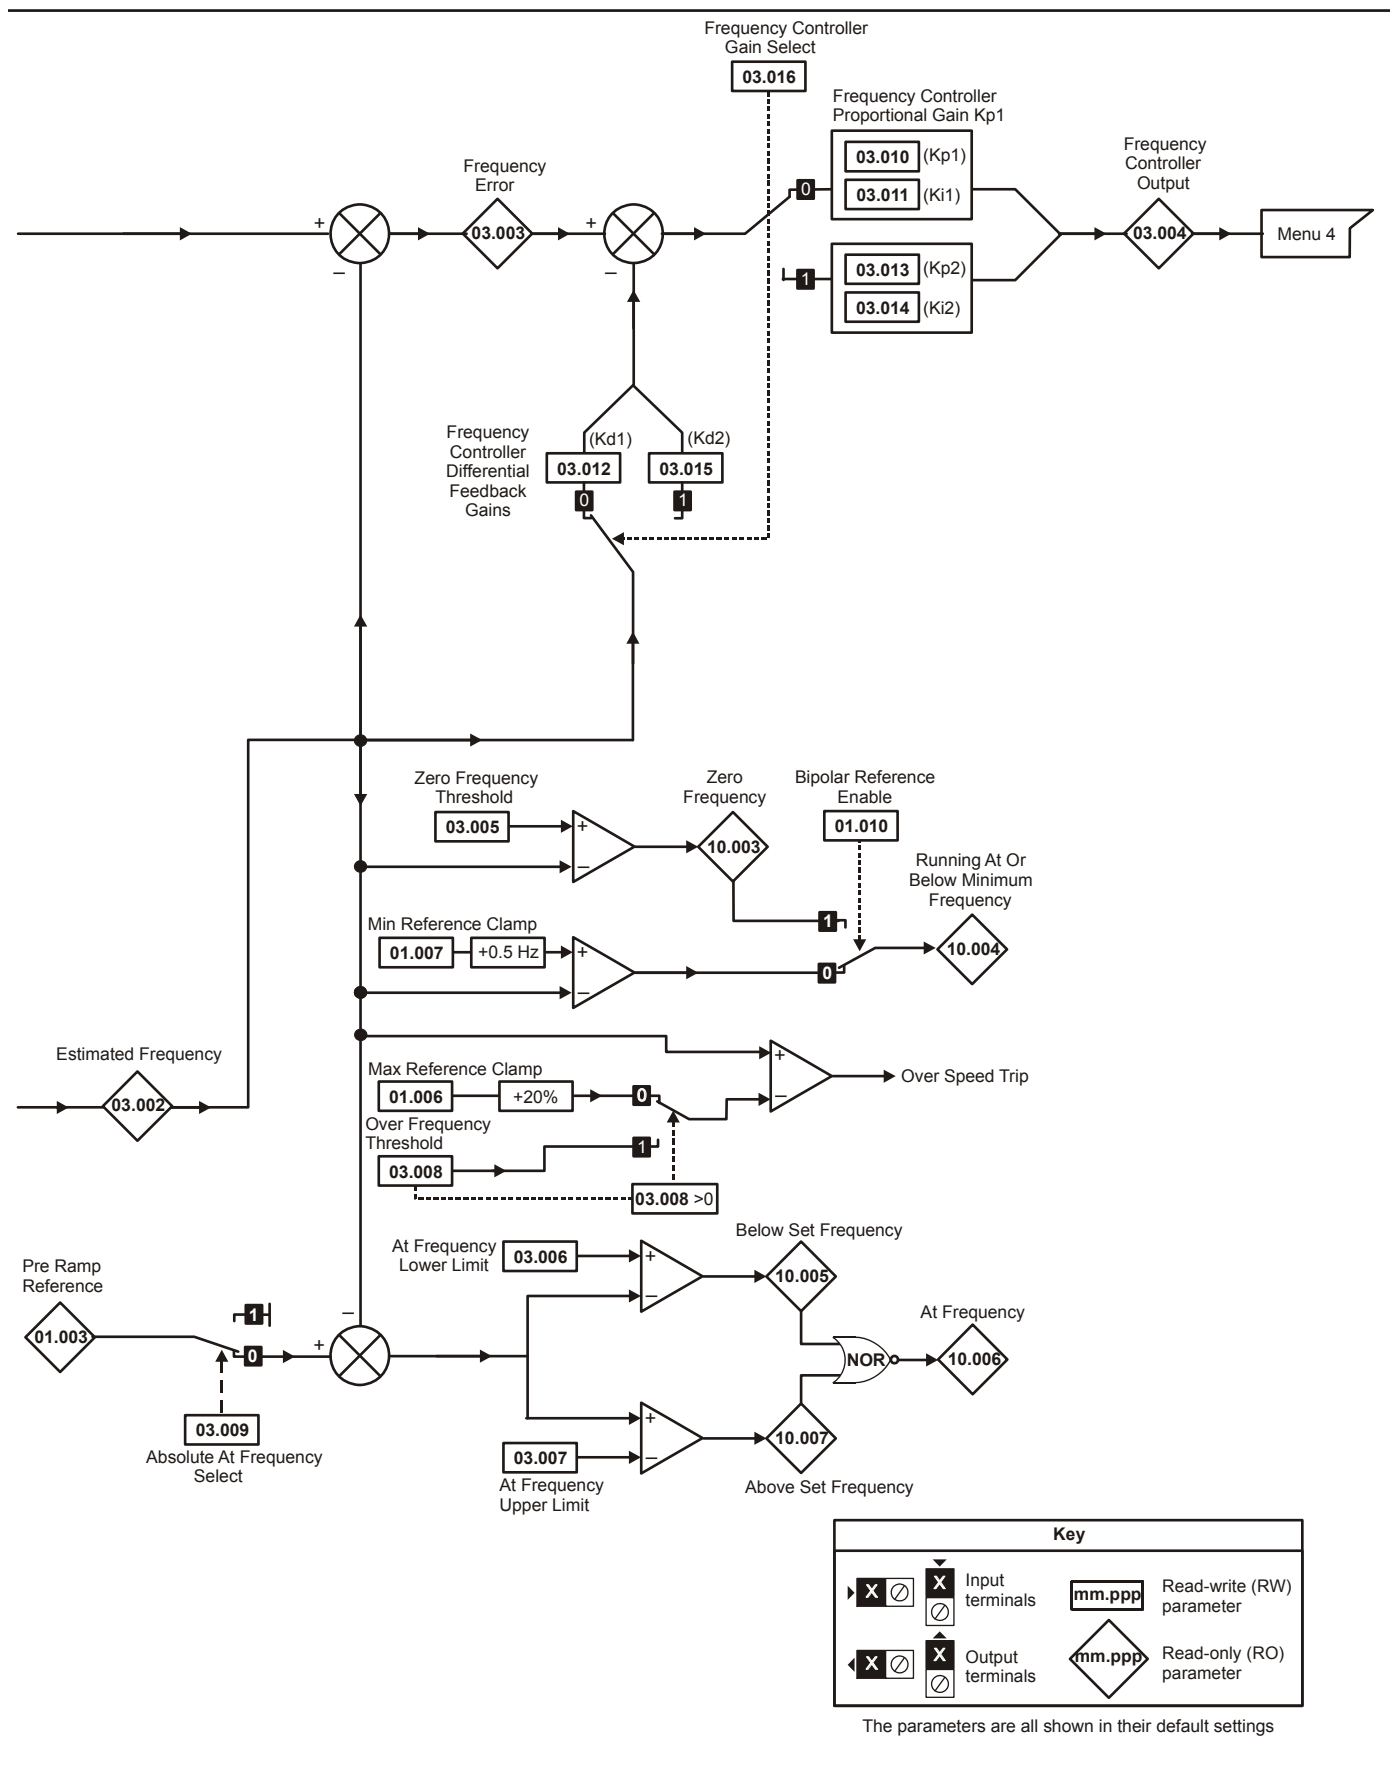 Frequency Controller
Gain Select
03.016
Frequency Controller
Proportional Gain Kp1
03.010 (Kp1)
03.011 (Ki1)
0
Frequency
Error
03.003
+
−
+
−
Frequency
Controller
Output
03.004
Menu 4
1
03.013 (Kp2)
03.014 (Ki2)
Frequency
Controller
Differential
Feedback
Gains
(Kd1)
03.012
0
(Kd2)
03.015
1
Zero Frequency
Threshold
03.005
+
−
Zero
Frequency
10.003
Bipolar Reference
Enable
01.010
Running At Or
Below Minimum
Frequency
10.004
1
0
Min Reference Clamp
01.007
+0.5 Hz
+
−
Estimated Frequency
03.002
Max Reference Clamp
01.006
+20%
0
+
−
Over Speed Trip
Over Frequency
Threshold
03.008
1
03.008 >0
Pre Ramp
Reference
01.003
1
0
03.009
Absolute At Frequency
Select
−
+
At Frequency
Lower Limit
03.006
+
−
Below Set Frequency
10.005
NOR
At Frequency
10.006
03.007
At Frequency
Upper Limit
+
−
10.007
Above Set Frequency
Key
X
X
Input
terminals
mm.ppp
Read-write (RW)
parameter
X
X
Output
terminals
mm.ppp
Read-only (RO)
parameter
The parameters are all shown in their default settings